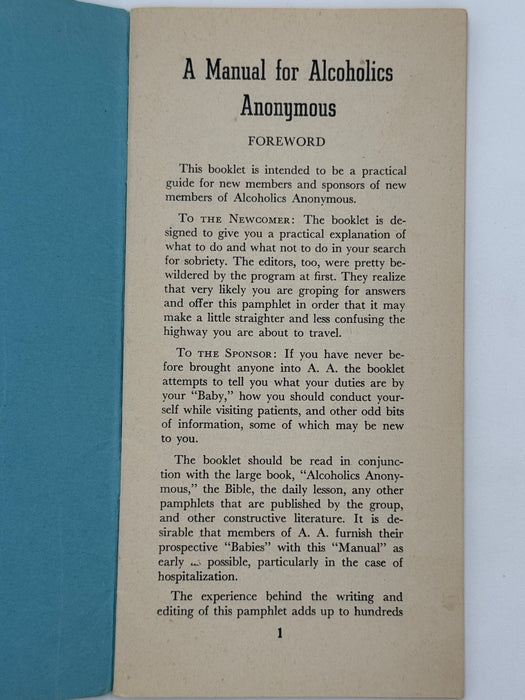 A Manual for Alcoholics
Anonymous
FOREWORD
This booklet is intended to be a practical
guide for new members and sponsors of new
members of Alcoholics Anonymous.
TO THE NEWCOMER: The booklet is de-
signed to give you a practical explanation of
what to do and what not to do in your search
for sobriety. The editors, too, were pretty be-
wildered by the program at first. They realize
that very likely you are groping for answers
and offer this pamphlet in order that it may
make a little straighter and less confusing the
highway you are about to travel.
TO THE SPONSOR: If you have never be-
fore brought anyone into A. A. the booklet
attempts to tell you what your duties are by
your "Baby," how you should conduct your-
self while visiting patients, and other odd bits
of information, some of which may be new
to you.
The booklet should be read in conjunc-
tion with the large book, "Alcoholics Anony-
mous," the Bible, the daily lesson, any other
pamphlets that are published by the group,
and other constructive literature. It is de-
sirable that members of A. A. furnish their
prospective "Babies" with this "Manual" as
early possible, particularly in the case of
hospitalization.
The experience behind the writing and
editing of this pamphlet adds up to hundreds
1